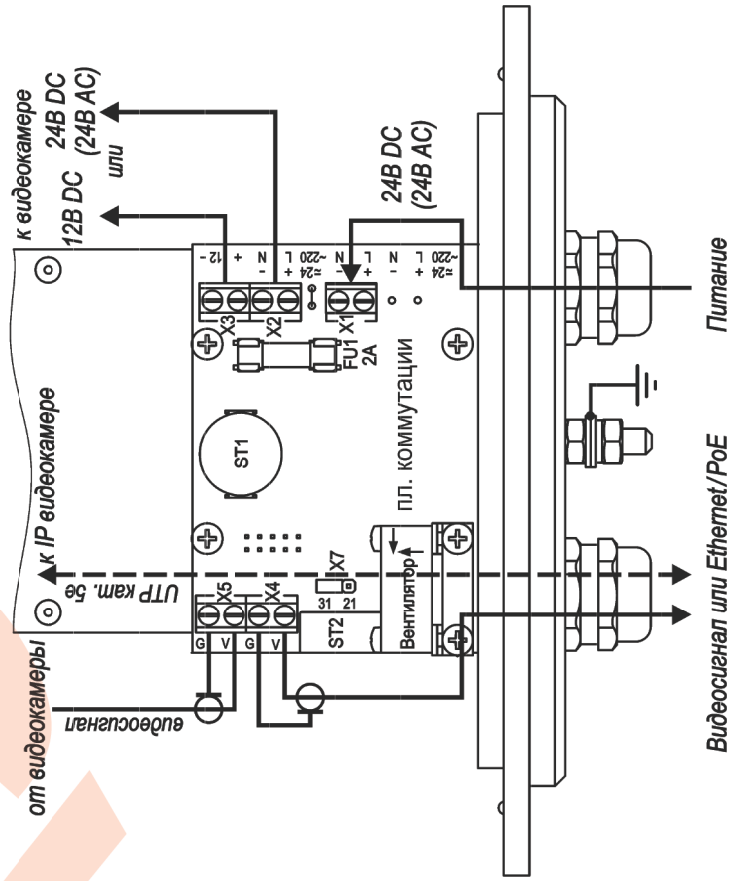 к видеокамере
24В DC
(24В AC)
или
12В DC
к IP видеокамере
UTP кат. 5е
от видеокамеры
видеосигнал
- 12 +
N L
- +
~220
≈24
N L
- +
~220
≈24
N L
- +
X3
X2
X1
FU1
2A
ST1
пл. коммутации
24В DC
(24В AC)
X5
X4
G
V
G
V
X7
31 21
ST2
Вентилятор
Питание
Видеосигнал или Ethernet/PoE